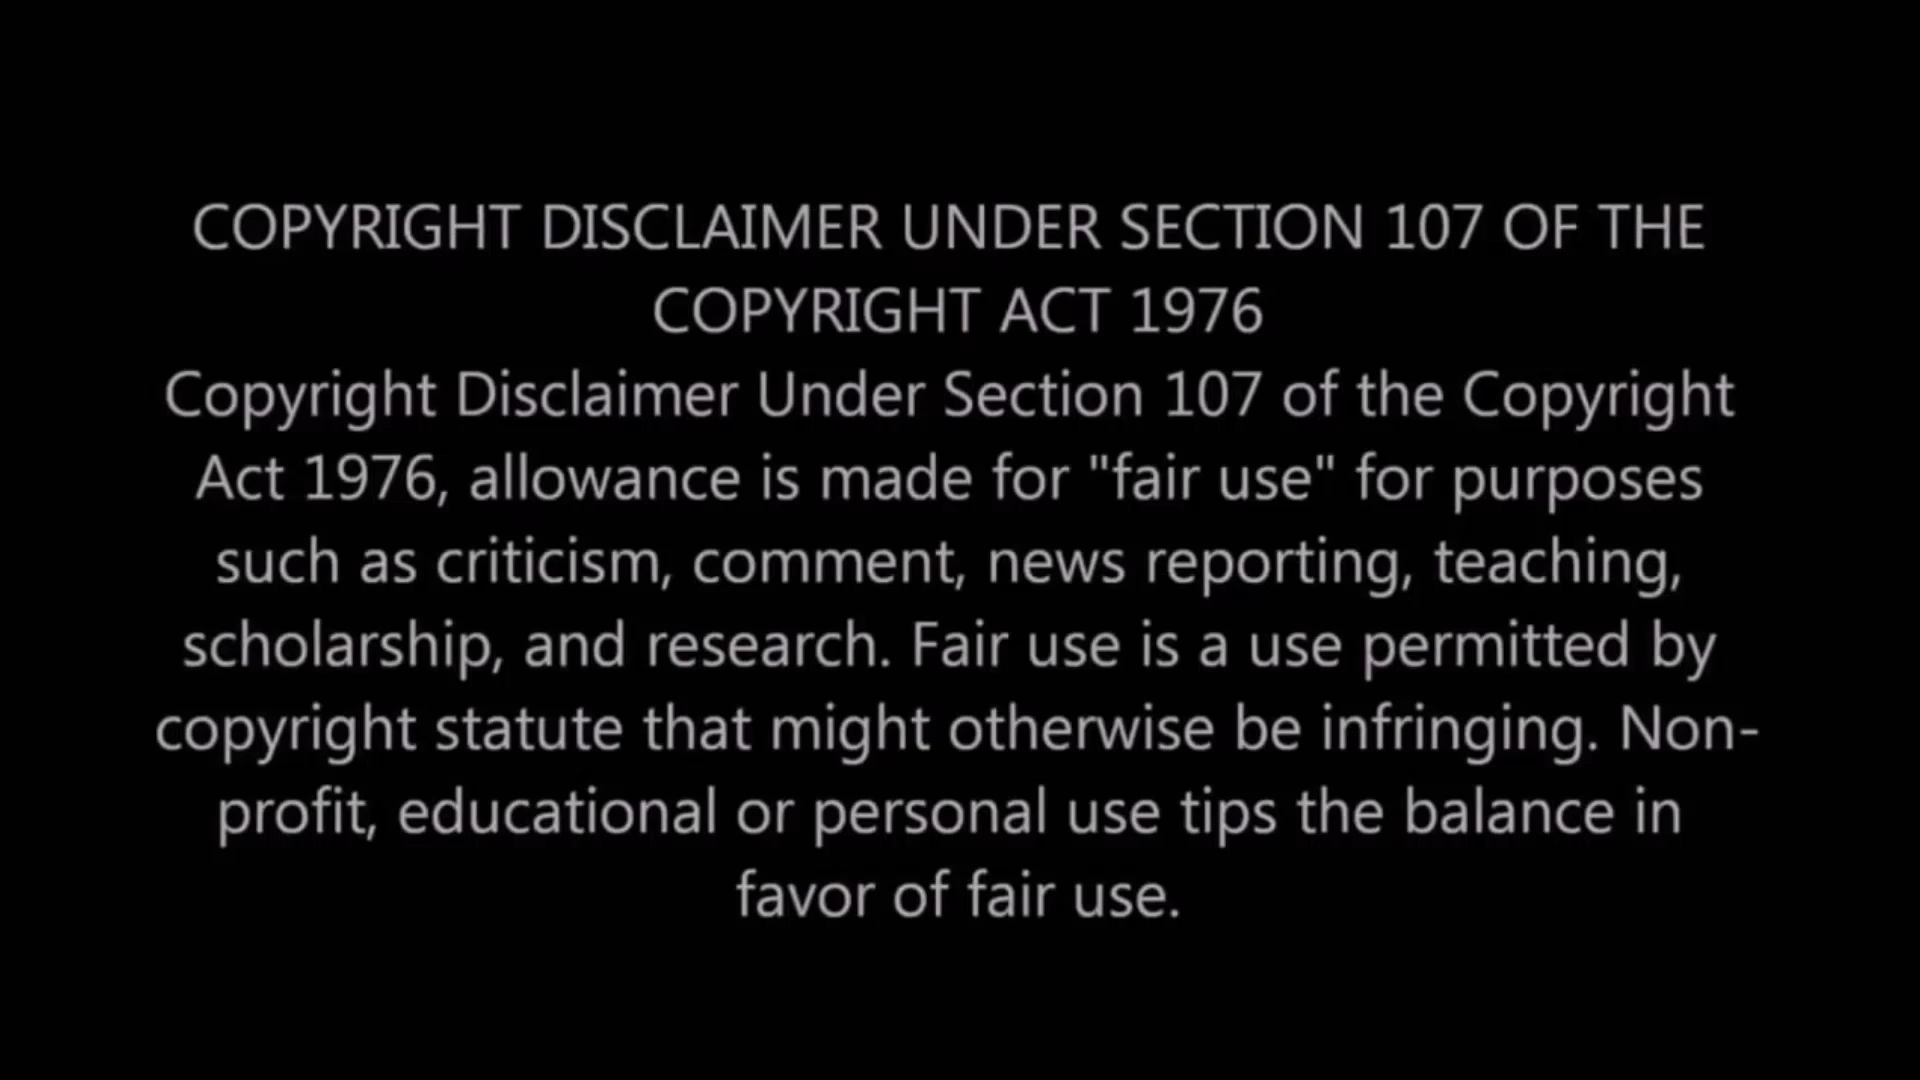 COPYRIGHT DISCLAIMER UNDER SECTION 107 OF THE
COPYRIGHT ACT 1976
Copyright Disclaimer Under Section 107 of the Copyright
Act 1976, allowance is made for "fair use" for purposes
such as criticism, comment, news reporting, teaching,
scholarship, and research. Fair use is a use permitted by
copyright statute that might otherwise be infringing. Non-
profit, educational or personal use tips the balance in
favor of fair use.